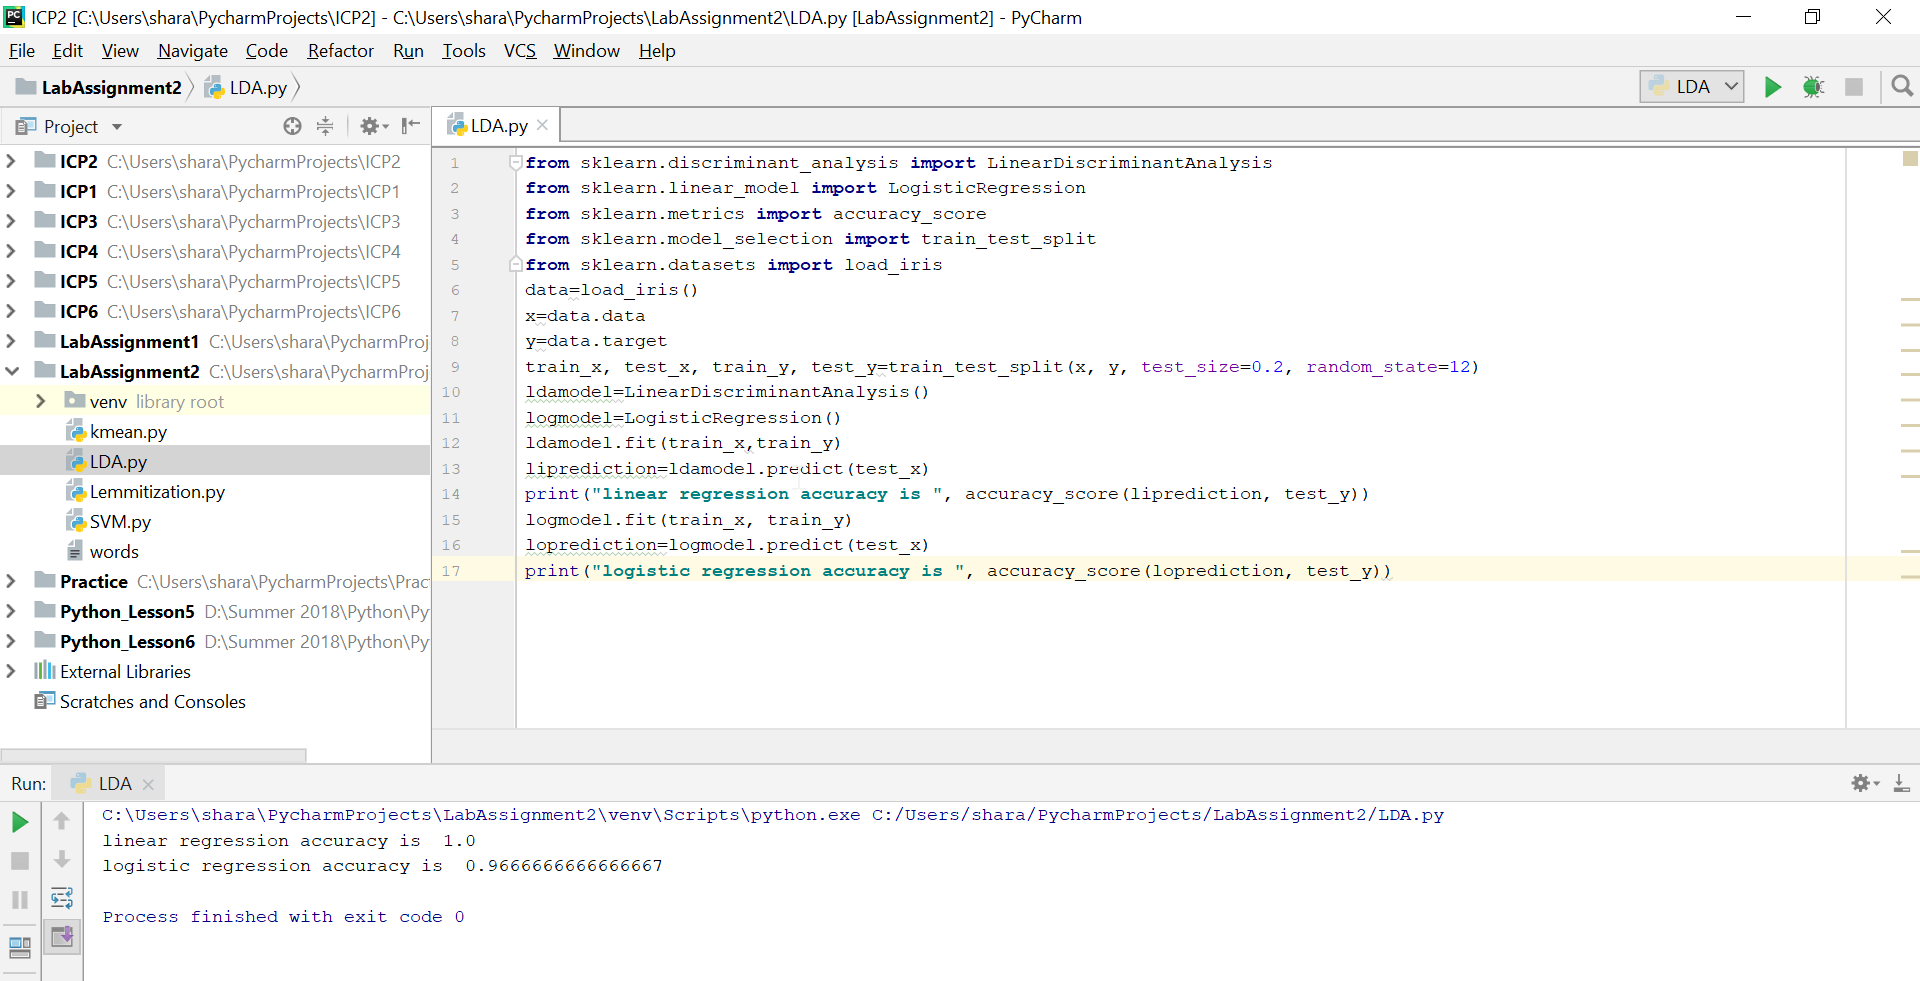 ICP2 [C:\Users\shara\PycharmProjects\ICP2] - C:\Users\shara\PycharmProjects\LabAssignment2\LDA.py [LabAssignment2] - PyCharm
File Edit View Navigate Code Refactor Run Tools VCS Window Help
LabAssignment2 LDA.py LDA
Project
LDA.py
ICP2 C:\Users\shara\PycharmProjects\ICP2
ICP1 C:\Users\shara\PycharmProjects\ICP1
ICP3 C:\Users\shara\PycharmProjects\ICP3
ICP4 C:\Users\shara\PycharmProjects\ICP4
ICP5 C:\Users\shara\PycharmProjects\ICP5
ICP6 C:\Users\shara\PycharmProjects\ICP6
LabAssignment1 C:\Users\shara\PycharmProj
LabAssignment2 C:\Users\shara\PycharmProj
venv library root
kmean.py
LDA.py
Lemmitization.py
SVM.py
words
Practice C:\Users\shara\PycharmProjects\Prac
Python_Lesson5 D:\Summer 2018\Python\Py
Python_Lesson6 D:\Summer 2018\Python\Py
External Libraries
Scratches and Consoles
1 from sklearn.discriminant_analysis import LinearDiscriminantAnalysis
2 from sklearn.linear_model import LogisticRegression
3 from sklearn.metrics import accuracy_score
4 from sklearn.model_selection import train_test_split
5 from sklearn.datasets import load_iris
6 data=load_iris()
7 x=data.data
8 y=data.target
9 train_x, test_x, train_y, test_y=train_test_split(x, y, test_size=0.2, random_state=12)
10 ldamodel=LinearDiscriminantAnalysis()
11 logmodel=LogisticRegression()
12 ldamodel.fit(train_x,train_y)
13 liprediction=ldamodel.predict(test_x)
14 print("linear regression accuracy is ", accuracy_score(liprediction, test_y))
15 logmodel.fit(train_x, train_y)
16 loprediction=logmodel.predict(test_x)
17 print("logistic regression accuracy is ", accuracy_score(loprediction, test_y))
Run: LDA
C:\Users\shara\PycharmProjects\LabAssignment2\venv\Scripts\python.exe C:/Users/shara/PycharmProjects/LabAssignment2/LDA.py
linear regression accuracy is  1.0
logistic regression accuracy is  0.9666666666666667
Process finished with exit code 0